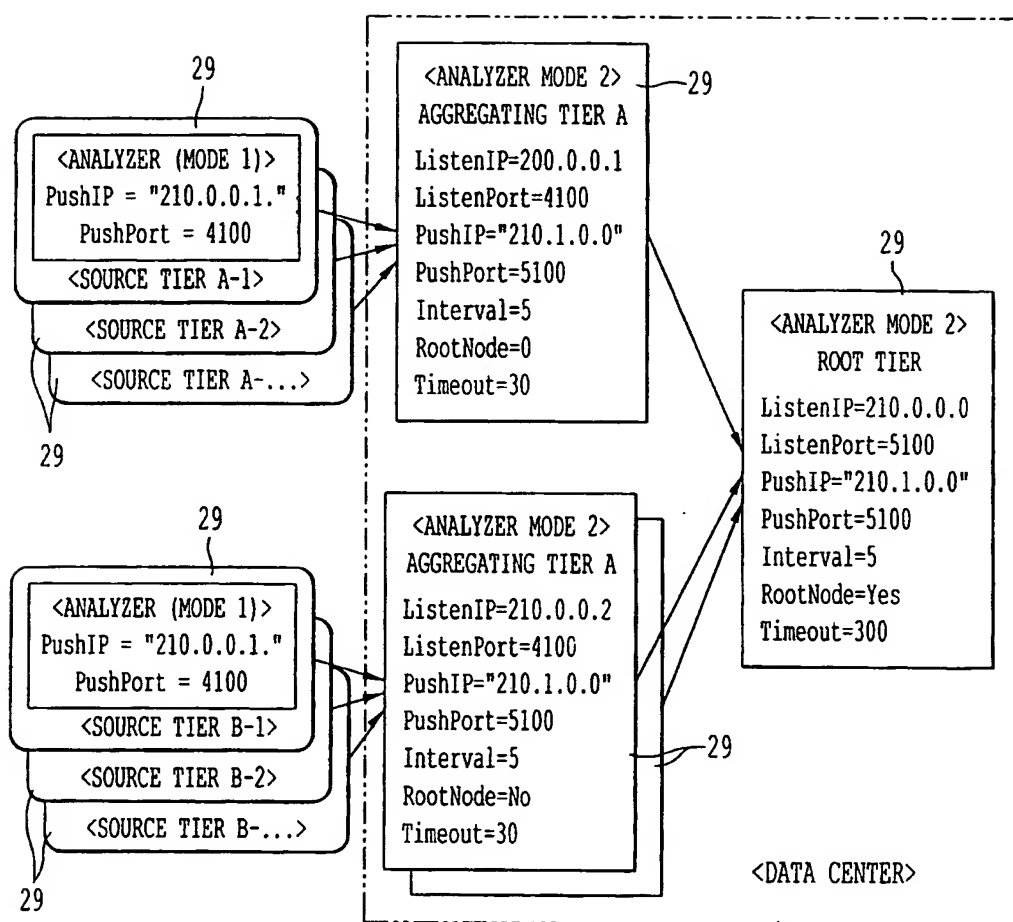 29
<ANALYZER (MODE 1)>
PushIP = "210.0.0.1."
PushPort = 4100
<SOURCE TIER A-1>
<SOURCE TIER A-2>
<SOURCE TIER A-...>
29
<ANALYZER MODE 2>
AGGREGATING TIER A
ListenIP=200.0.0.1
ListenPort=4100
PushIP="210.1.0.0"
PushPort=5100
Interval=5
RootNode=0
Timeout=30
29
29
<ANALYZER MODE 2>
ROOT TIER
ListenIP=210.0.0.0
ListenPort=5100
PushIP="210.1.0.0"
PushPort=5100
Interval=5
RootNode=Yes
Timeout=300
29
<ANALYZER (MODE 1)>
PushIP = "210.0.0.1."
PushPort = 4100
<SOURCE TIER B-1>
<SOURCE TIER B-2>
<SOURCE TIER B-...>
29
<ANALYZER MODE 2>
AGGREGATING TIER A
ListenIP=210.0.0.2
ListenPort=4100
PushIP="210.1.0.0"
PushPort=5100
Interval=5
RootNode=No
Timeout=30
29
<DATA CENTER>